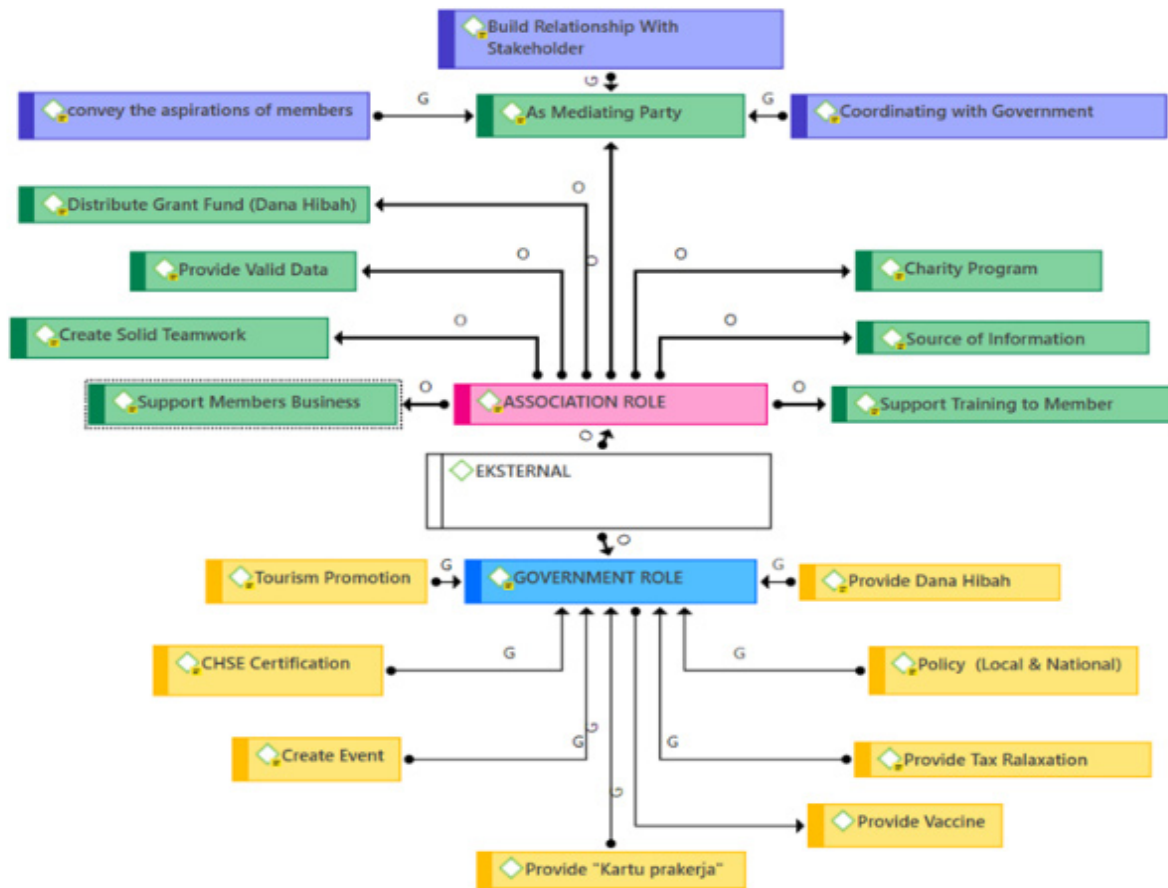 Build Relationship With
Stakeholder
G
convey the aspirations of members
G
As Mediating Party
G
Coordinating with Government
O
Distribute Grant Fund (Dana Hibah)
O
Provide Valid Data
O
O
Charity Program
Create Solid Teamwork
O
O
Source of Information
Support Members Business
O
ASSOCIATION ROLE
O
Support Training to Member
O
EKSTERNAL
O
Tourism Promotion
G
GOVERNMENT ROLE
G
Provide Dana Hibah
CHSE Certification
G
G
Policy (Local & National)
G
Create Event
G
G
Provide Tax Ralaxation
G
Provide Vaccine
Provide "Kartu prakerja"